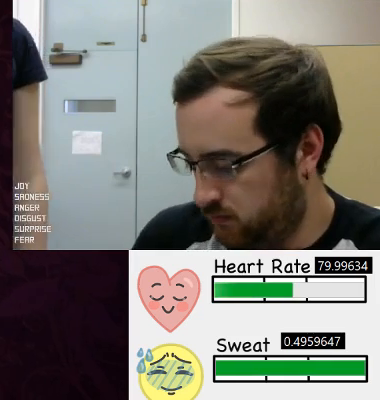 JOY
SADNESS
ANGER
DISGUST
SURPRISE
FEAR
Heart Rate 79.99634
Sweat 0.4959647